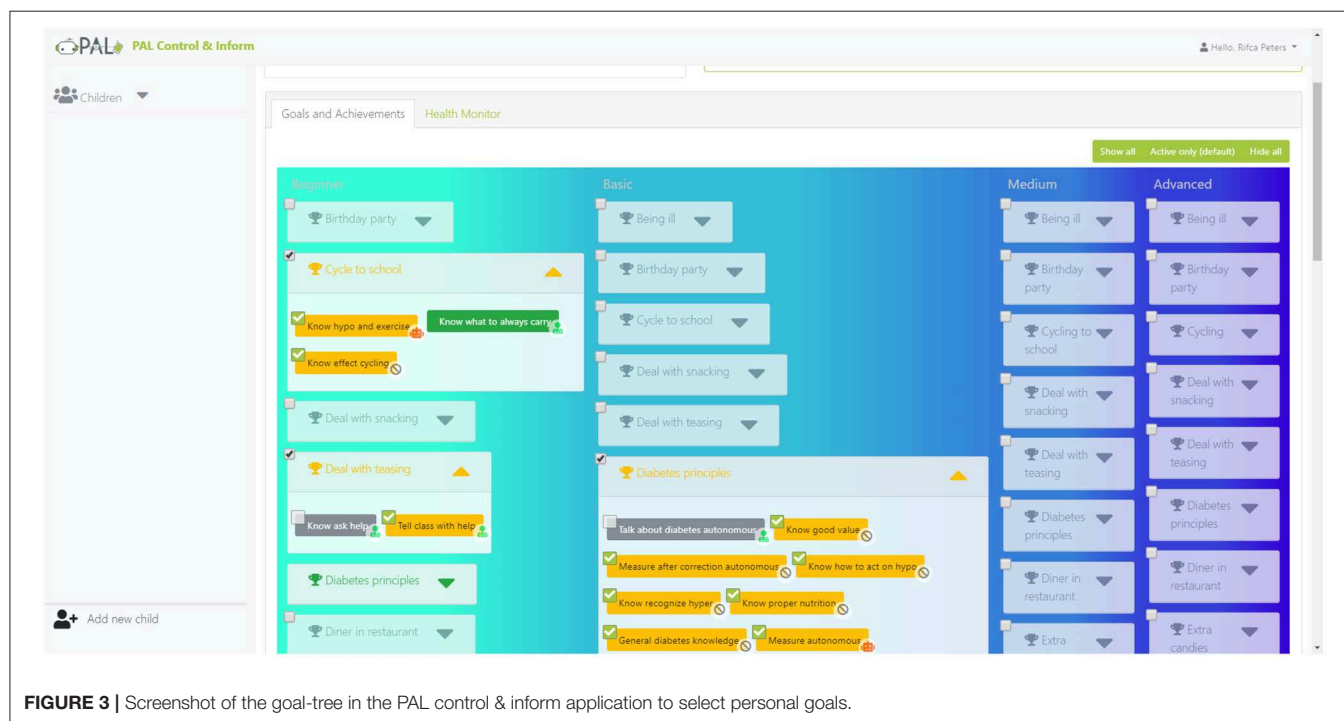 PAL PAL Control & Inform
Hello, Rifca Peters
Children
Goals and Achievements Health Monitor
Show all Active only (default) Hide all
Beginner Basic Medium Advanced
Birthday party
Cycle to school
Know hypo and exercise Know what to always carry
Know effect cycling
Deal with snacking
Deal with teasing
Know ask help Tell class with help
Diabetes principles
Diner in restaurant
Being ill
Birthday party
Cycle to school
Deal with snacking
Deal with teasing
Diabetes principles
Talk about diabetes autonomous Know good value
Measure after correction autonomous Know how to act on hypo
Know recognize hyper Know proper nutrition
General diabetes knowledge Measure autonomous
Being ill
Birthday
party
Cycling to
school
Deal with
snacking
Deal with
teasing
Diabetes
principles
Diner in
restaurant
Extra
Being ill
Birthday
party
Cycling
Deal with
snacking
Deal with
teasing
Diabetes
principles
Diner in
restaurant
Extra
candies
Add new child
FIGURE 3 | Screenshot of the goal-tree in the PAL control & inform application to select personal goals.